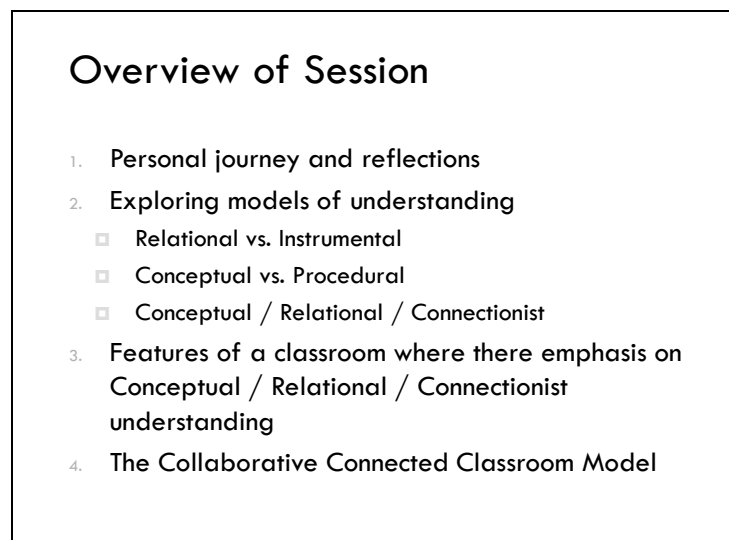 Overview of Session
1. Personal journey and reflections
2. Exploring models of understanding
Relational vs. Instrumental
Conceptual vs. Procedural
Conceptual / Relational / Connectionist
3. Features of a classroom where there emphasis on
Conceptual / Relational / Connectionist
understanding
4. The Collaborative Connected Classroom Model